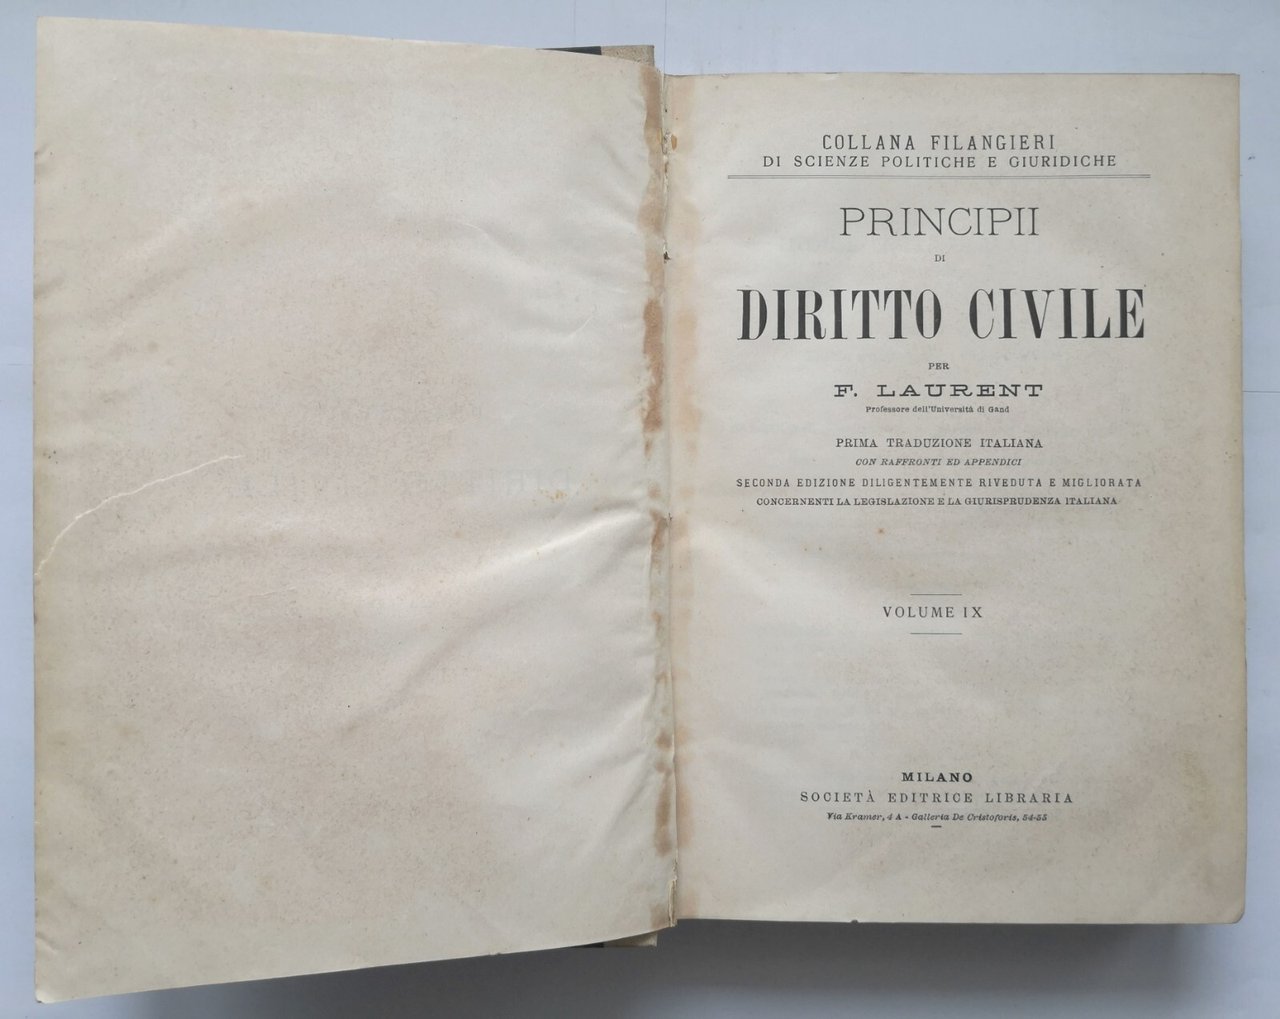 COLLANA FILANGIERI
DI SCIENZE POLITICHE E GIURIDICHE
PRINCIPII
DI
DIRITTO CIVILE
PER
F. LAURENT
Professore dell'Università di Gand
PRIMA TRADUZIONE ITALIANA
CON RAFFRONTI ED APPENDICI
SECONDA EDIZIONE DILIGENTEMENTE RIVEDUTA E MIGLIORATA
CONCERNENTI LA LEGISLAZIONE E LA GIURISPRUDENZA ITALIANA
VOLUME IX
MILANO
SOCIETÀ EDITRICE LIBRARIA
Via Kramer, 4 A - Galleria De Cristoforis, 54-55